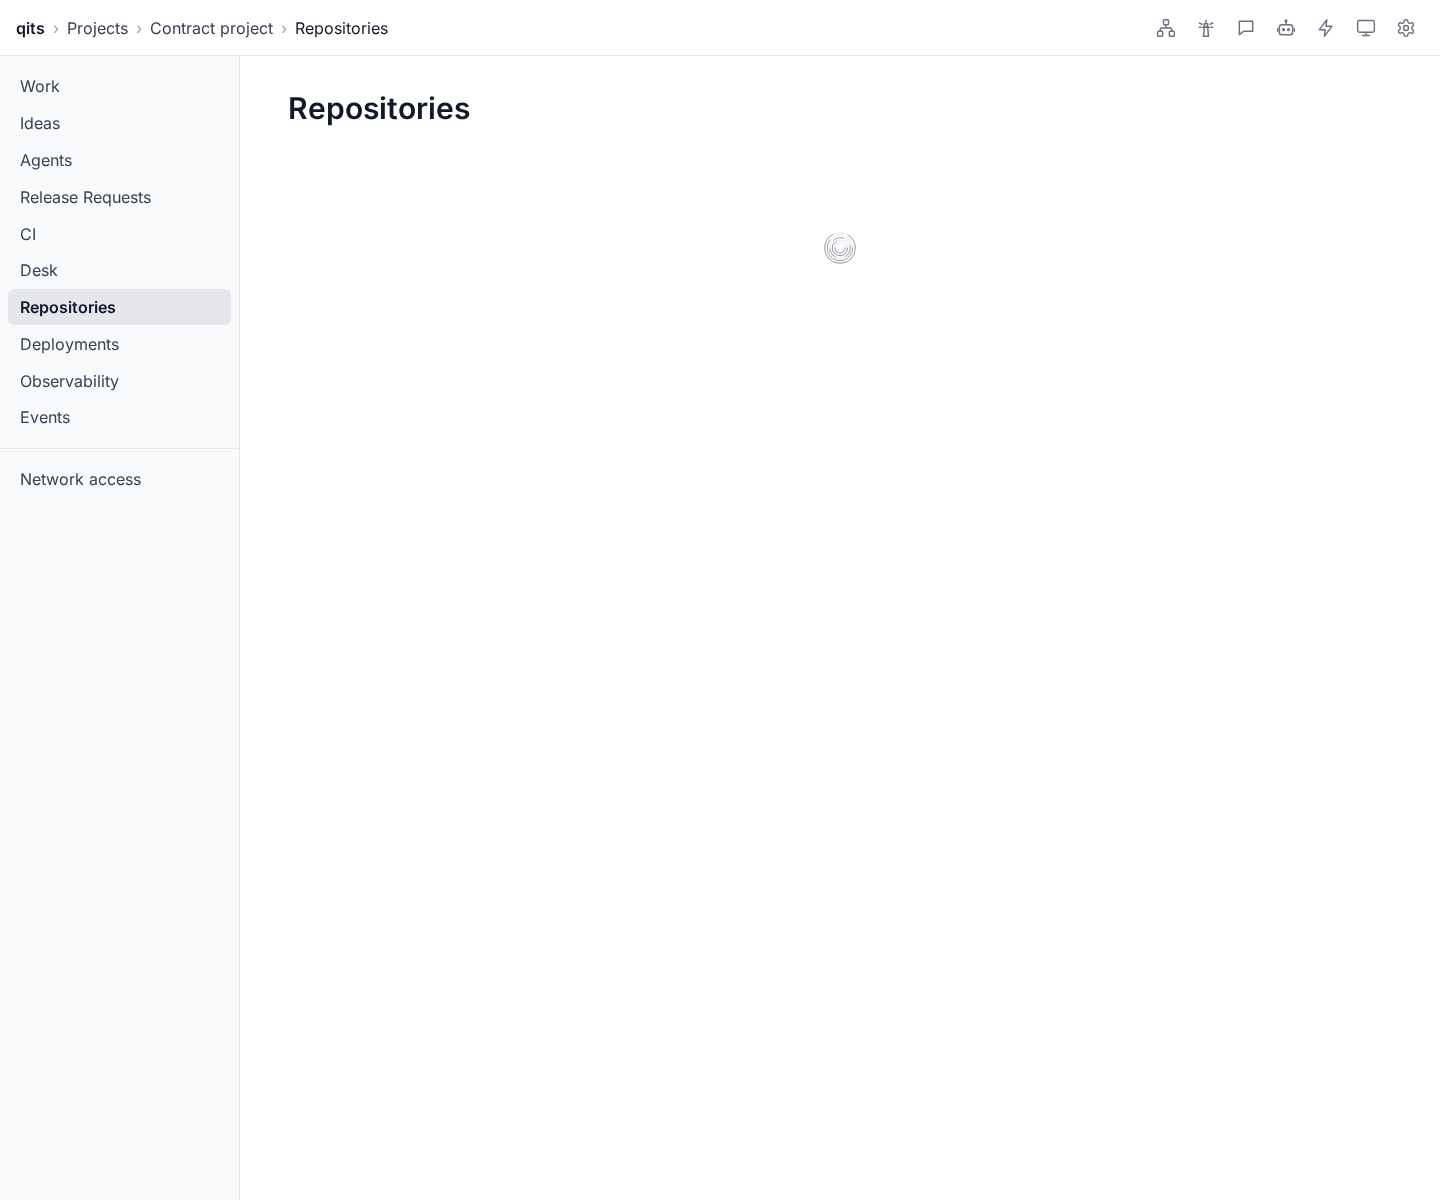 qits › Projects › Contract project › Repositories
Work
Ideas
Agents
Release Requests
CI
Desk
Repositories
Deployments
Observability
Events
Network access
Repositories